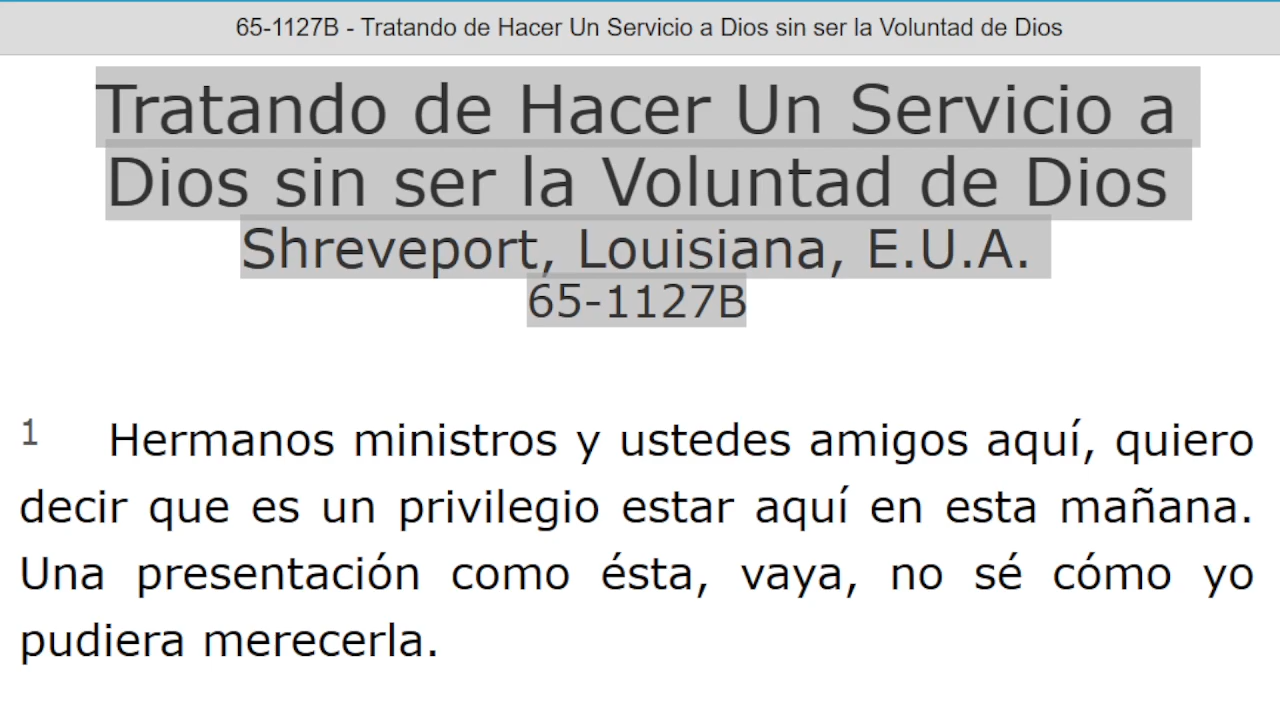 65-1127B - Tratando de Hacer Un Servicio a Dios sin ser la Voluntad de Dios
Tratando de Hacer Un Servicio a
Dios sin ser la Voluntad de Dios
Shreveport, Louisiana, E.U.A.
65-1127B
1 Hermanos ministros y ustedes amigos aquí, quiero
decir que es un privilegio estar aquí en esta mañana.
Una presentación como ésta, vaya, no sé cómo yo
pudiera merecerla.